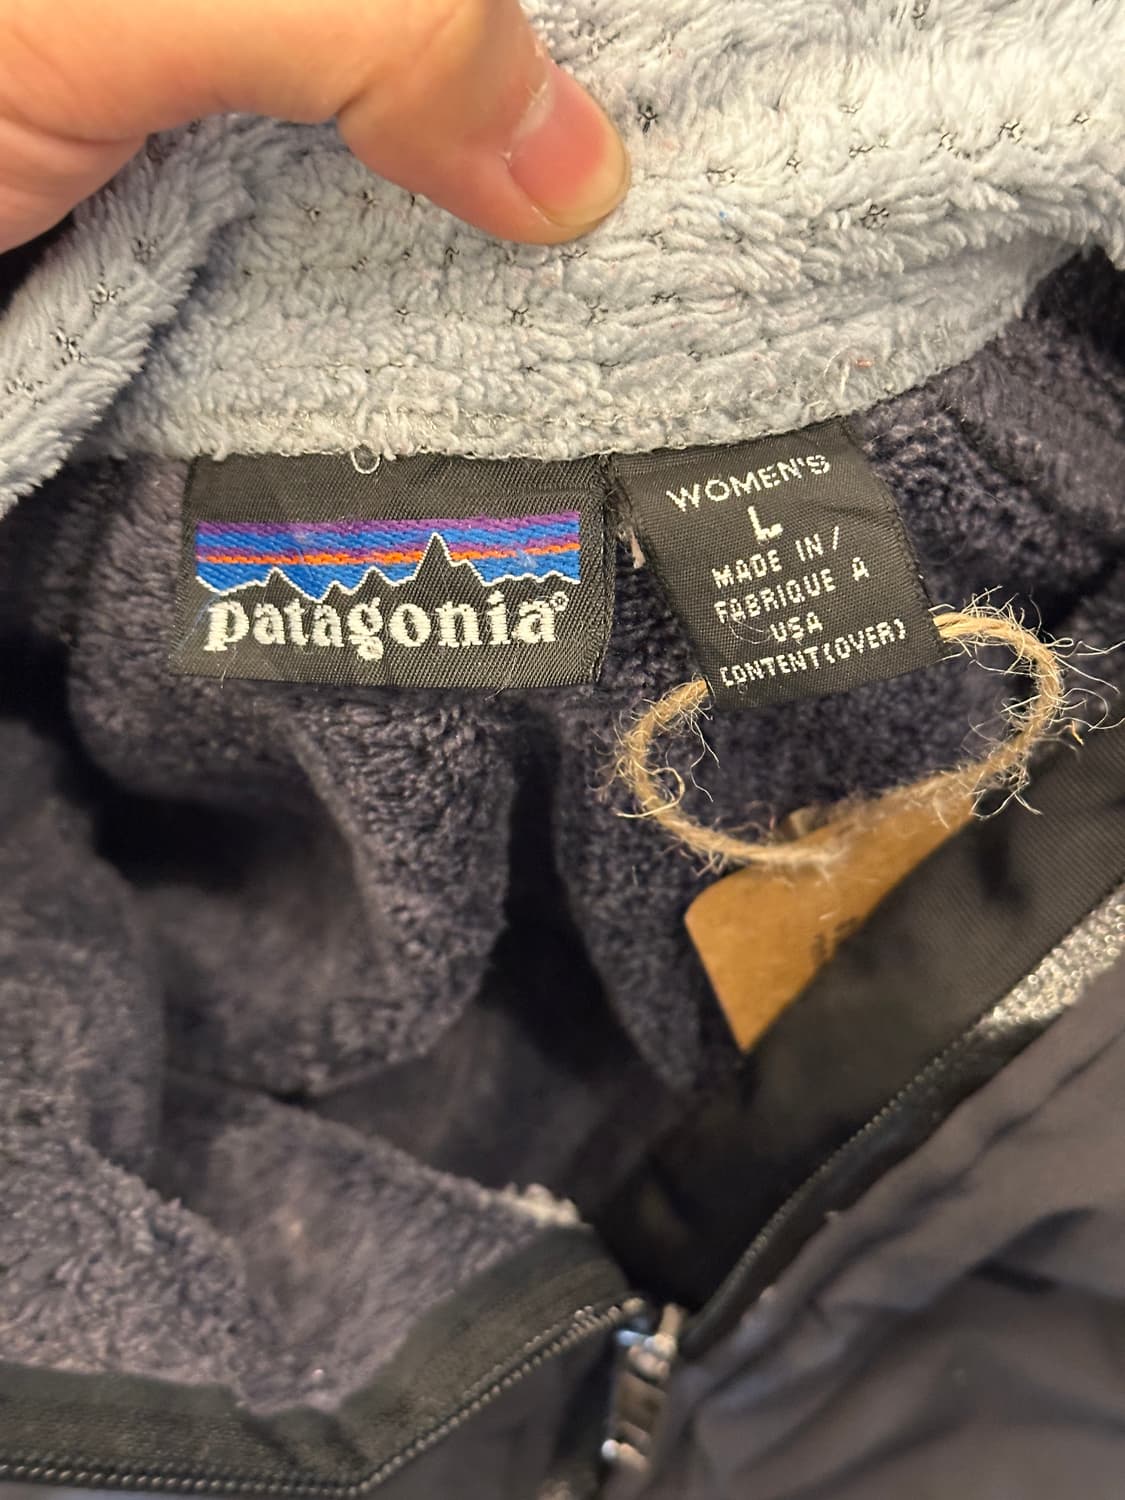 patagonia®
WOMEN'S
L
MADE IN /
FABRIQUE A
USA
CONTENT(OVER)